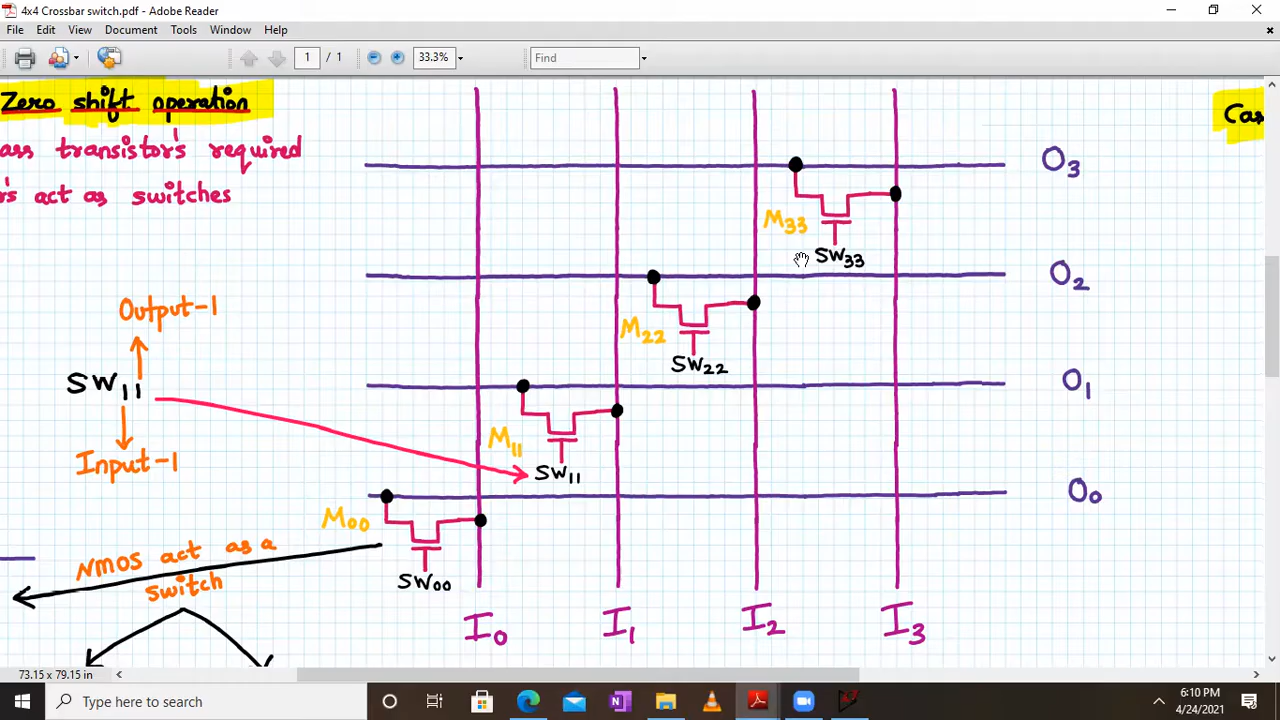 4x4 Crossbar switch.pdf - Adobe Reader
File Edit View Document Tools Window Help
1 / 1 33.3% Find
Zero shift operation
ass transistor's required
r's act as switches
Cas
O3
M33
SW33
O2
Output-1
M22
SW22
SW11
O1
Input-1
M11
SW11
O0
M00
NMOS act as a
switch
SW00
I0 I1 I2 I3
73.15 x 79.15 in
Type here to search
6:10 PM
4/24/2021